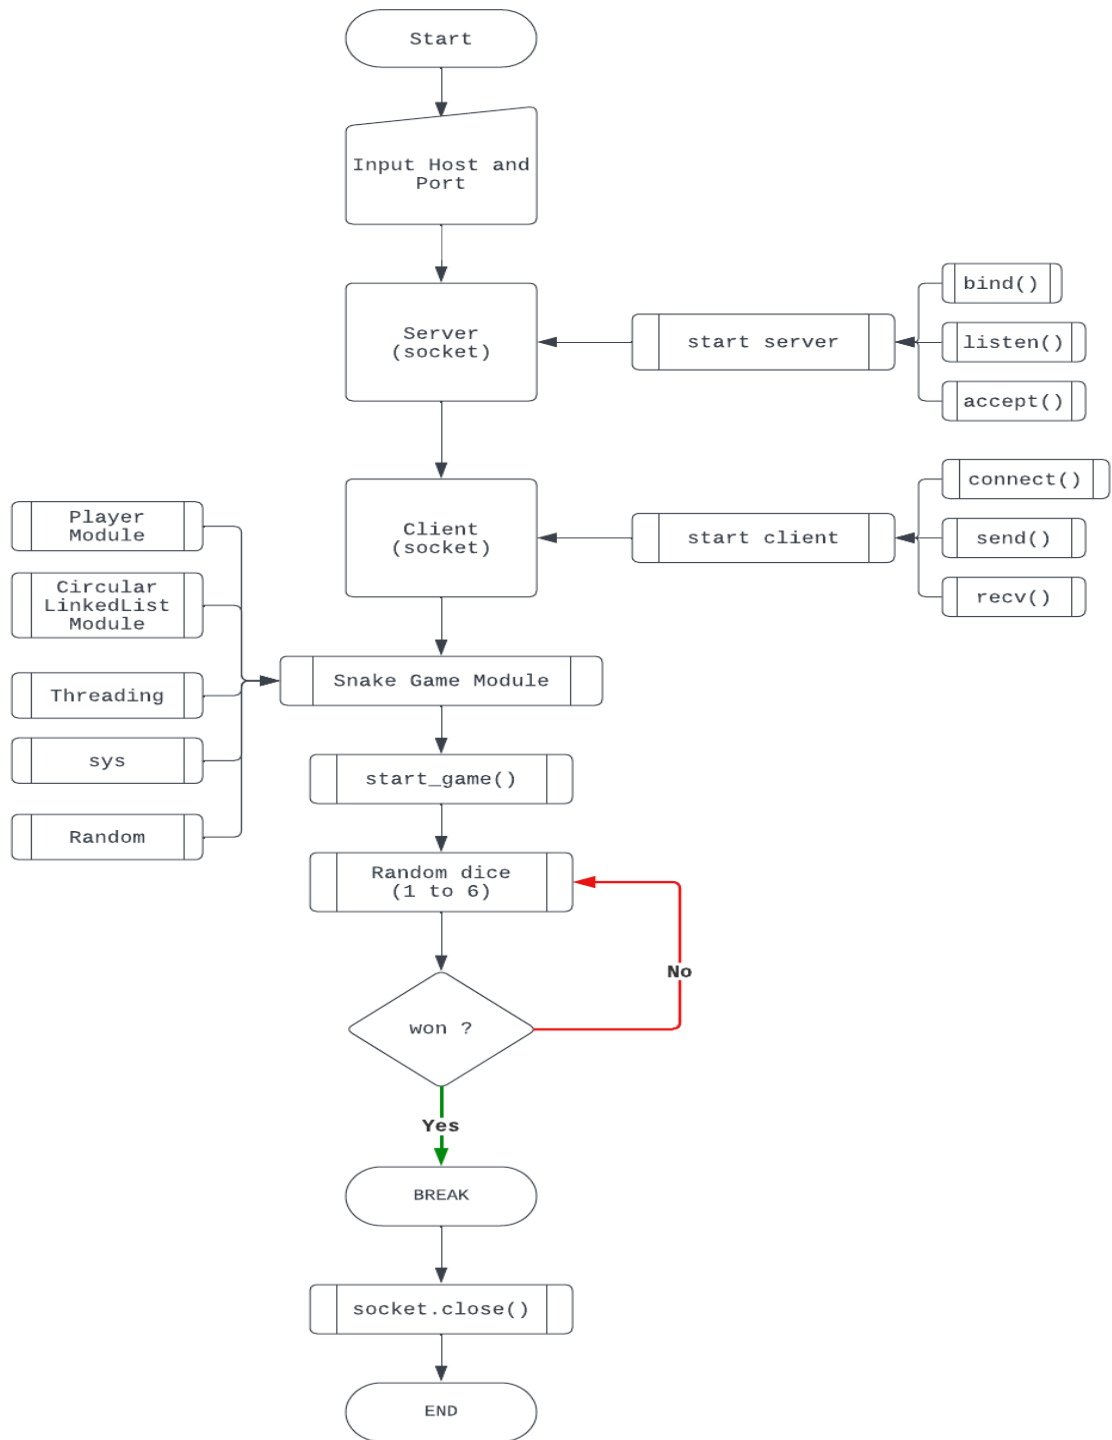 Start
Input Host and
Port
Server
(socket)
start server
bind()
listen()
accept()
Client
(socket)
start client
connect()
send()
recv()
Player
Module
Circular
LinkedList
Module
Threading
sys
Random
Snake Game Module
start_game()
Random dice
(1 to 6)
No
won ?
Yes
BREAK
socket.close()
END